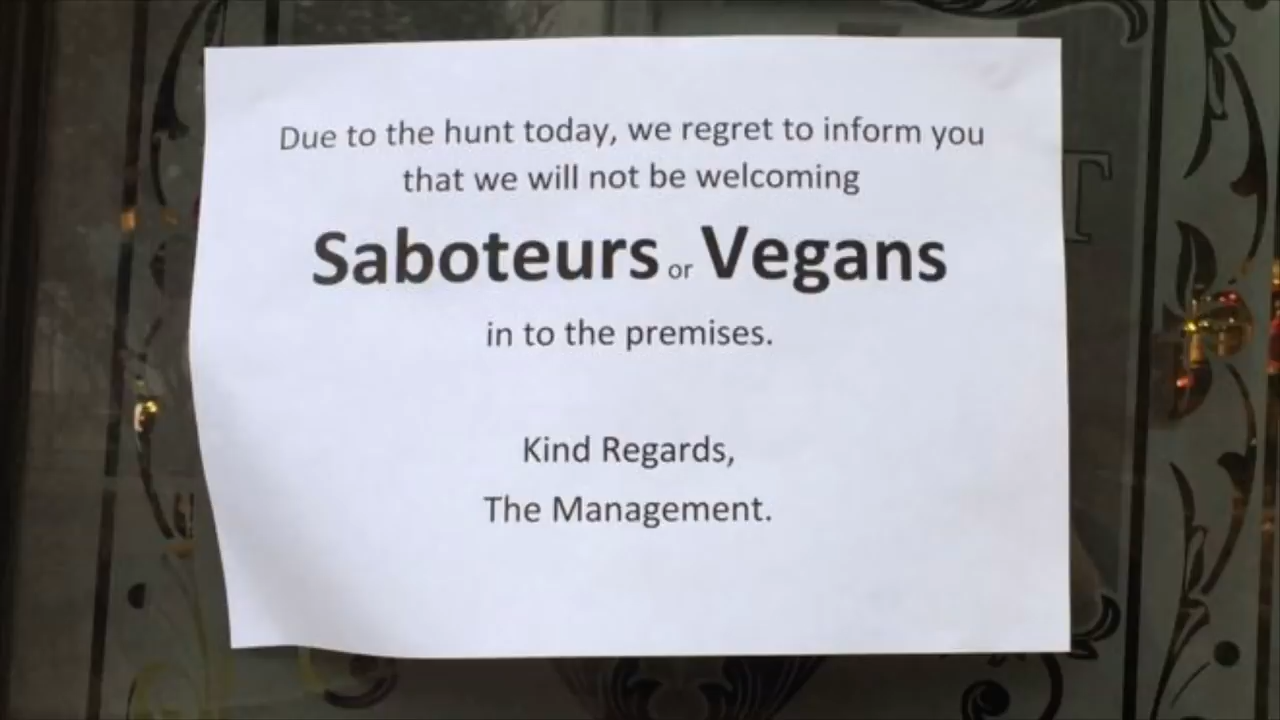 Due to the hunt today, we regret to inform you
that we will not be welcoming
Saboteurs or Vegans
in to the premises.
Kind Regards,
The Management.